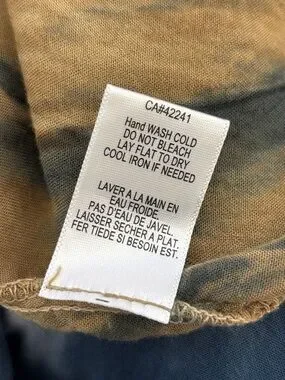 CA#42241
Hand WASH COLD
DO NOT BLEACH
LAY FLAT TO DRY
COOL IRON IF NEEDED
LAVER A LA MAIN EN
EAU FROIDE.
PAS D'EAU DE JAVEL.
LAISSER SECHER A PLAT.
FER TIEDE SI BESOIN EST.